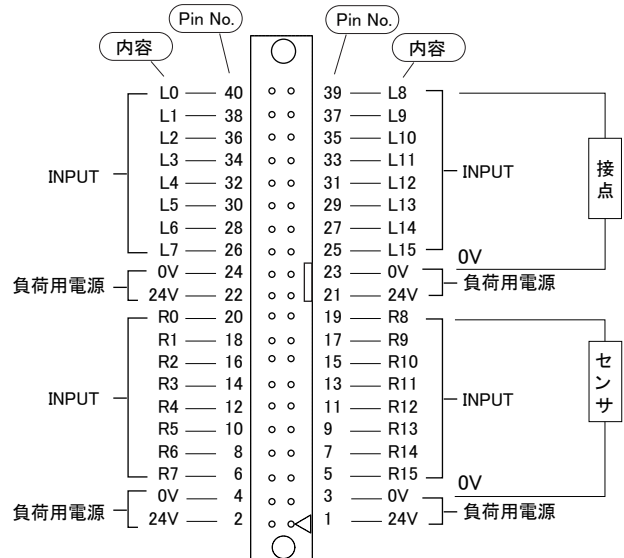 Pin No. Pin No.
内容 内容
L0 40 39 L8
L1 38 37 L9
L2 36 35 L10
L3 34 33 L11
L4 32 31 L12
L5 30 29 L13
L6 28 27 L14
L7 26 25 L15
INPUT INPUT 接点
0V
0V 24 23 0V
24V 22 21 24V
負荷用電源 負荷用電源
R0 20 19 R8
R1 18 17 R9
R2 16 15 R10
R3 14 13 R11
R4 12 11 R12
R5 10 9 R13
R6 8 7 R14
R7 6 5 R15
INPUT INPUT センサ
0V
0V 4 3 0V
24V 2 1 24V
負荷用電源 負荷用電源